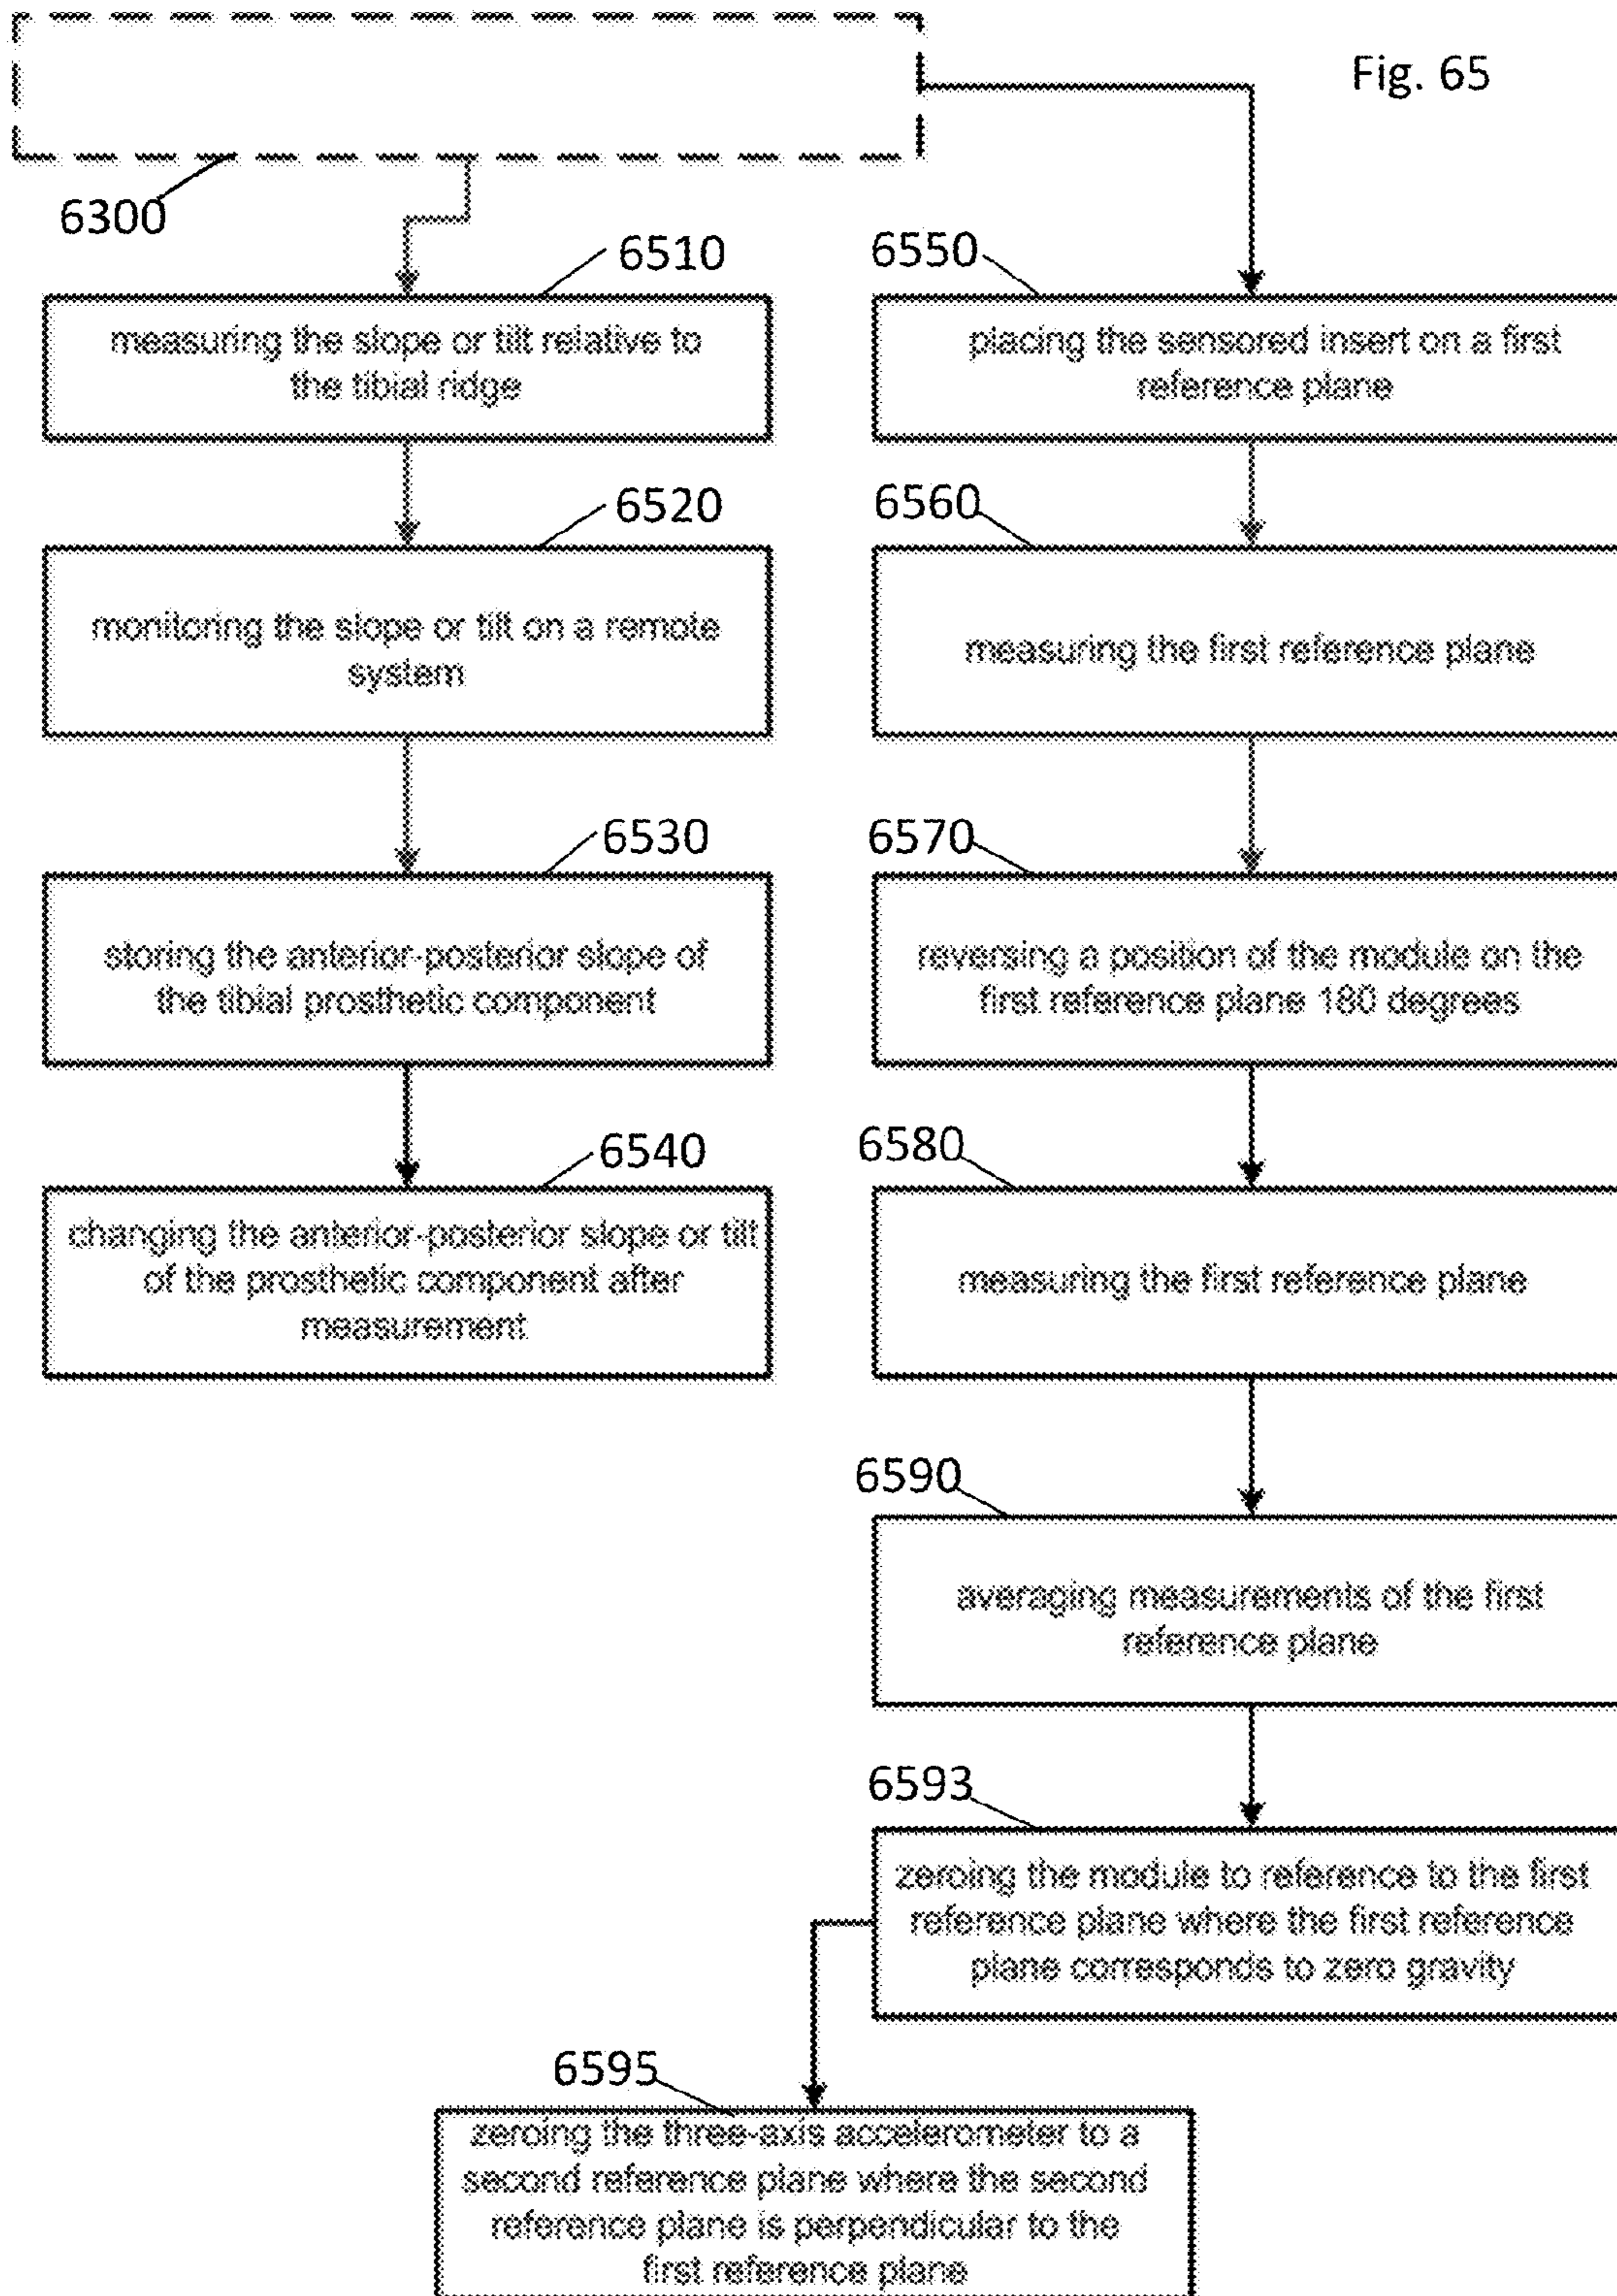 Fig. 65
6300
6510
measuring the slope or tilt relative to
the tibial ridge
6520
monitoring the slope or tilt on a remote
system
6530
storing the anterior-posterior slope of
the tibial prosthetic component
6540
changing the anterior-posterior slope or tilt
of the prosthetic component after
measurement
6550
placing the sensored insert on a first
reference plane
6560
measuring the first reference plane
6570
reversing a position of the module on the
first reference plane 180 degrees
6580
measuring the first reference plane
6590
averaging measurements of the first
reference plane
6593
zeroing the module to reference to the first
reference plane where the first reference
plane corresponds to zero gravity
6595
zeroing the three-axis accelerometer to a
second reference plane where the second
reference plane is perpendicular to the
first reference plane